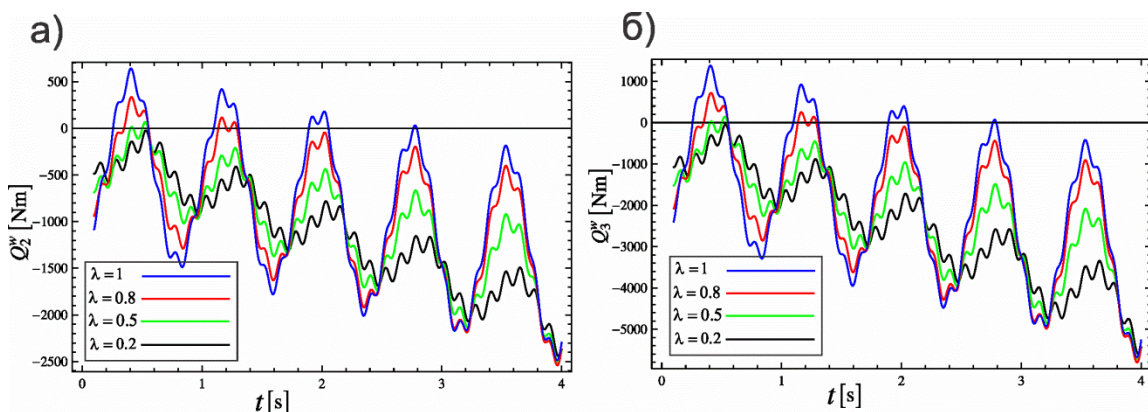 а)
500
0
−500
−1000
−1500
−2000
−2500
Q₂ʷ [Nm]
λ = 1
λ = 0.8
λ = 0.5
λ = 0.2
0 1 2 3 4
t [s]
б)
1000
0
−1000
−2000
−3000
−4000
−5000
Q₃ʷ [Nm]
λ = 1
λ = 0.8
λ = 0.5
λ = 0.2
0 1 2 3 4
t [s]